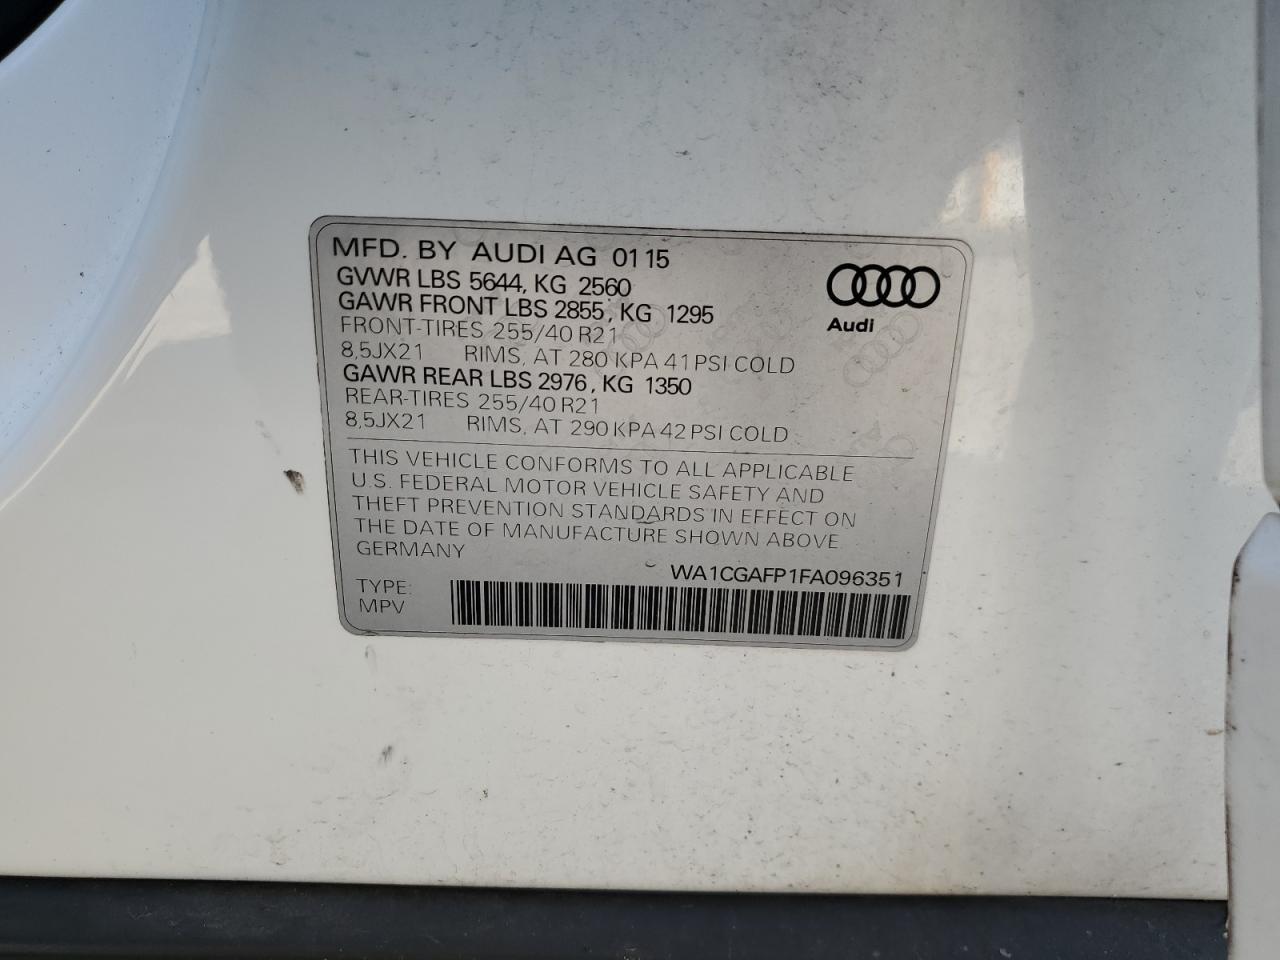 MFD. BY AUDI AG 0115
GVWR LBS 5644, KG 2560
GAWR FRONT LBS 2855, KG 1295
FRONT-TIRES 255/40 R21
8,5JX21 RIMS, AT 280 KPA 41 PSI COLD
GAWR REAR LBS 2976, KG 1350
REAR-TIRES 255/40 R21
8,5JX21 RIMS, AT 290 KPA 42 PSI COLD
Audi
THIS VEHICLE CONFORMS TO ALL APPLICABLE
U.S. FEDERAL MOTOR VEHICLE SAFETY AND
THEFT PREVENTION STANDARDS IN EFFECT ON
THE DATE OF MANUFACTURE SHOWN ABOVE
GERMANY
WA1CGAFP1FA096351
TYPE:
MPV